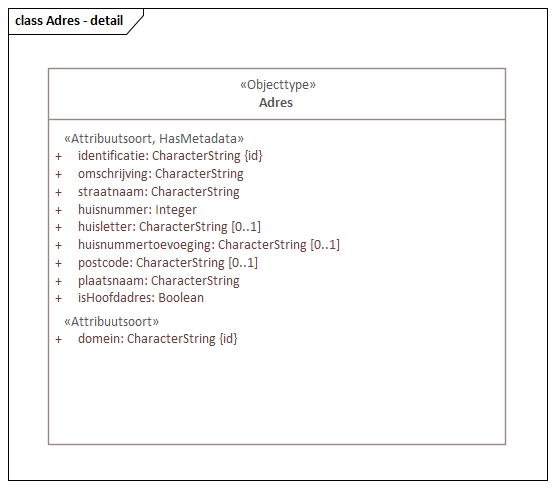 class Adres - detail
«Objecttype»
Adres
«Attribuutsoort, HasMetadata»
+ identificatie: CharacterString {id}
+ omschrijving: CharacterString
+ straatnaam: CharacterString
+ huisnummer: Integer
+ huisletter: CharacterString [0..1]
+ huisnummertoevoeging: CharacterString [0..1]
+ postcode: CharacterString [0..1]
+ plaatsnaam: CharacterString
+ isHoofdadres: Boolean
«Attribuutsoort»
+ domein: CharacterString {id}